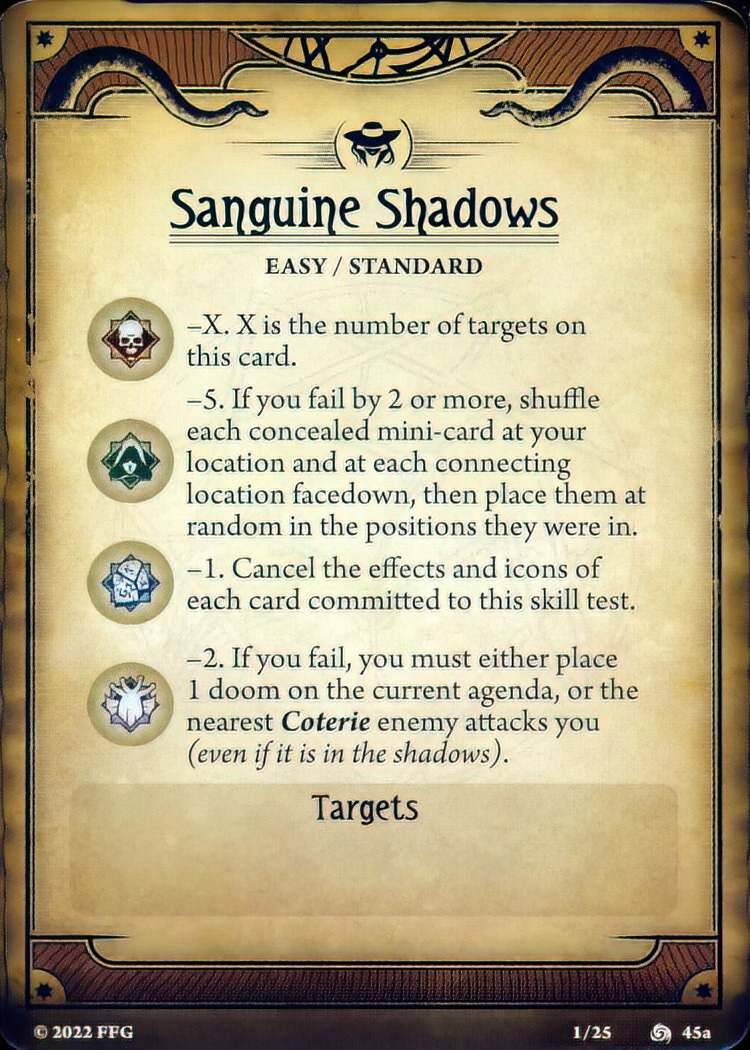 Sanguine Shadows
EASY / STANDARD
–X. X is the number of targets on
this card.
–5. If you fail by 2 or more, shuffle
each concealed mini-card at your
location and at each connecting
location facedown, then place them at
random in the positions they were in.
–1. Cancel the effects and icons of
each card committed to this skill test.
–2. If you fail, you must either place
1 doom on the current agenda, or the
nearest Coterie enemy attacks you
(even if it is in the shadows).
Targets
© 2022 FFG 1/25 45a